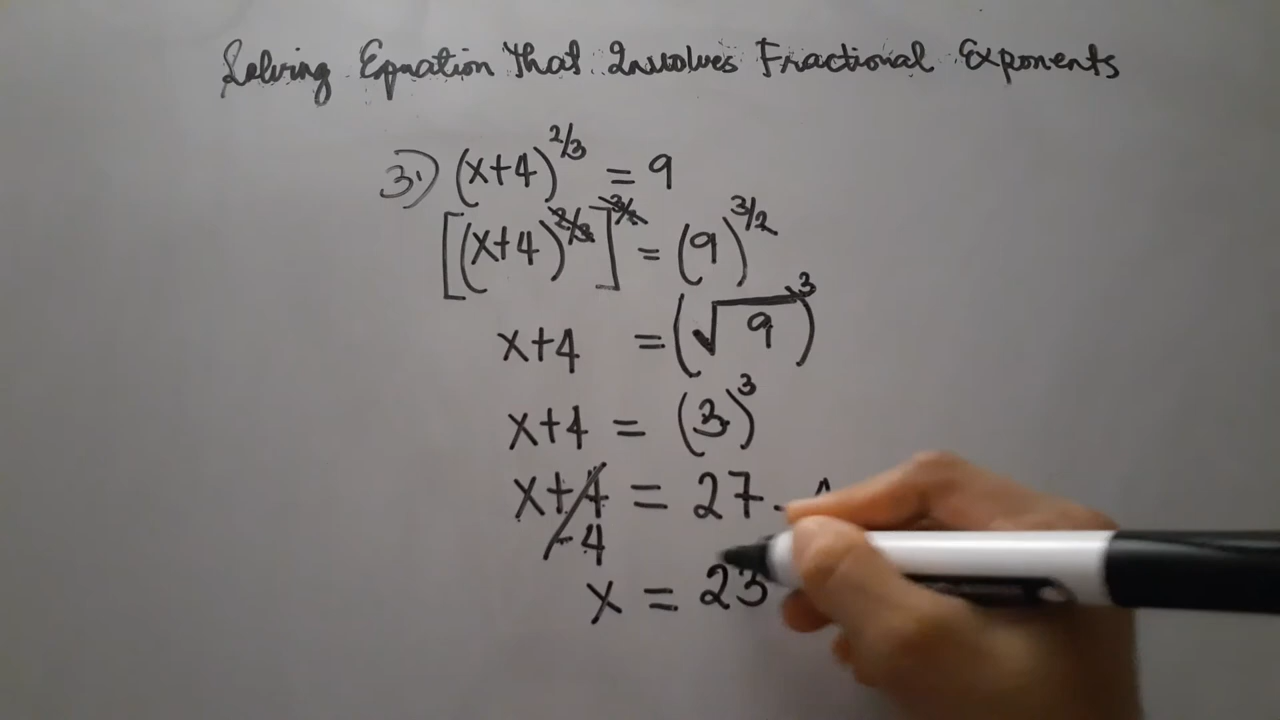 Solving Equation That Involves Fractional Exponents
3.) (x+4)^2/3 = 9
[(x+4)^2/3]^3/2 = (9)^3/2
x+4 = (√9)^3
x+4 = (3)^3
x+4 = 27 -
-4
x = 23